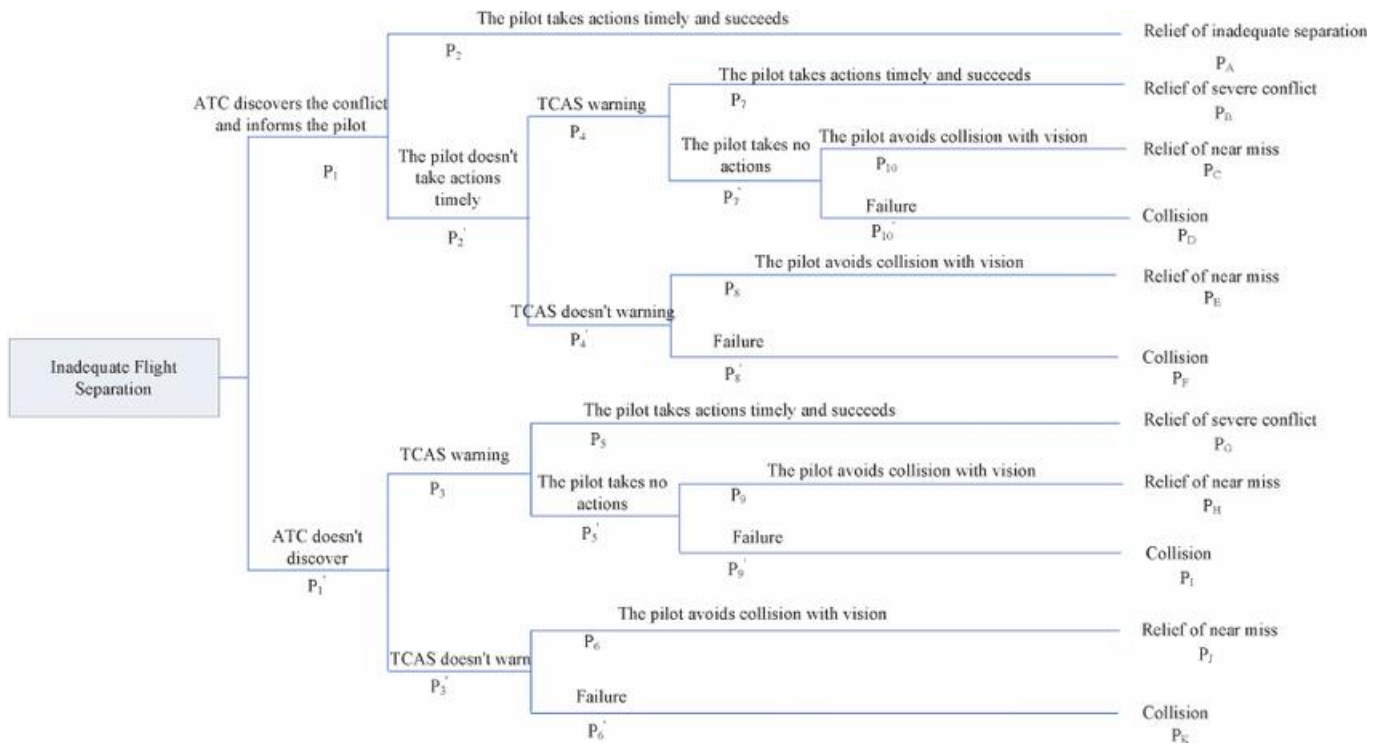 The pilot takes actions timely and succeeds
P2
Relief of inadequate separation
PA
ATC discovers the conflict
and informs the pilot
P1
TCAS warning
P4
The pilot takes actions timely and succeeds
P7
Relief of severe conflict
PB
The pilot doesn't
take actions
timely
P2'
The pilot takes no
actions
P7'
The pilot avoids collision with vision
P10
Relief of near miss
PC
Failure
P10'
Collision
PD
The pilot avoids collision with vision
P8
Relief of near miss
PE
TCAS doesn't warning
P4'
Failure
P8'
Collision
PF
Inadequate Flight
Separation
The pilot takes actions timely and succeeds
P5
Relief of severe conflict
PG
TCAS warning
P3
The pilot takes no
actions
P5'
The pilot avoids collision with vision
P9
Relief of near miss
PH
ATC doesn't
discover
P1'
Failure
P9'
Collision
PI
The pilot avoids collision with vision
P6
Relief of near miss
PJ
TCAS doesn't warn
P3'
Failure
P6'
Collision
PK